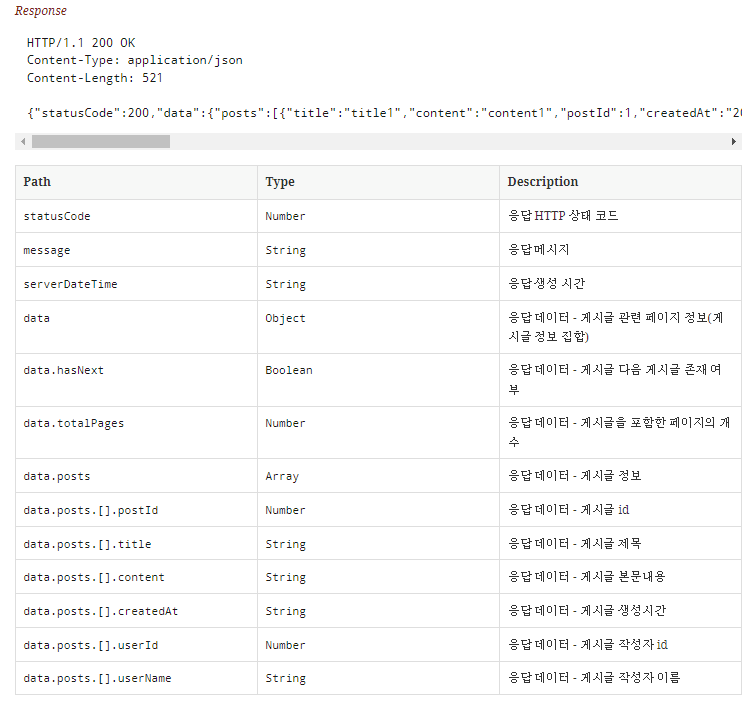 Response
HTTP/1.1 200 OK
Content-Type: application/json
Content-Length: 521
{"statusCode":200,"data":{"posts":[{"title":"title1","content":"content1","postId":1,"createdAt":"20
Path Type Description
statusCode Number 응답 HTTP 상태 코드
message String 응답 메시지
serverDateTime String 응답 생성 시간
data Object 응답 데이터 - 게시글 관련 페이지 정보(게
시글 정보 집합)
data.hasNext Boolean 응답 데이터 - 게시글 다음 게시글 존재 여
부
data.totalPages Number 응답 데이터 - 게시글을 포함한 페이지의 개
수
data.posts Array 응답 데이터 - 게시글 정보
data.posts.[].postId Number 응답 데이터 - 게시글 id
data.posts.[].title String 응답 데이터 - 게시글 제목
data.posts.[].content String 응답 데이터 - 게시글 본문내용
data.posts.[].createdAt String 응답 데이터 - 게시글 생성시간
data.posts.[].userId Number 응답 데이터 - 게시글 작성자 id
data.posts.[].userName String 응답 데이터 - 게시글 작성자 이름